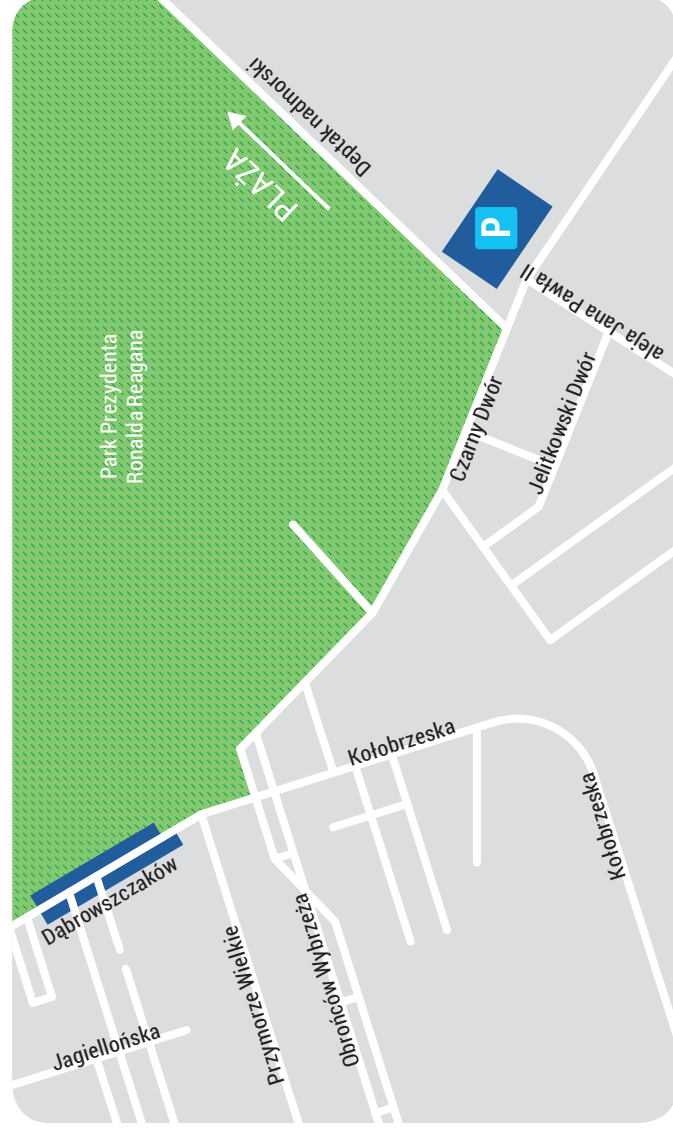 Deptak nadmorski
PLAŻA
P
aleja Jana Pawła II
Park Prezydenta
Ronalda Reagana
Czarny Dwór
Jelitkowski Dwór
Kołobrzeska
Kołobrzeska
Dąbrowszczaków
Obrońców Wybrzeża
Przymorze Wielkie
Jagiellońska